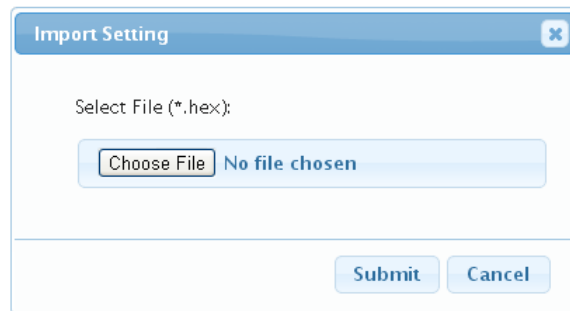 Import Setting
Select File (*.hex):
Choose File No file chosen
Submit Cancel